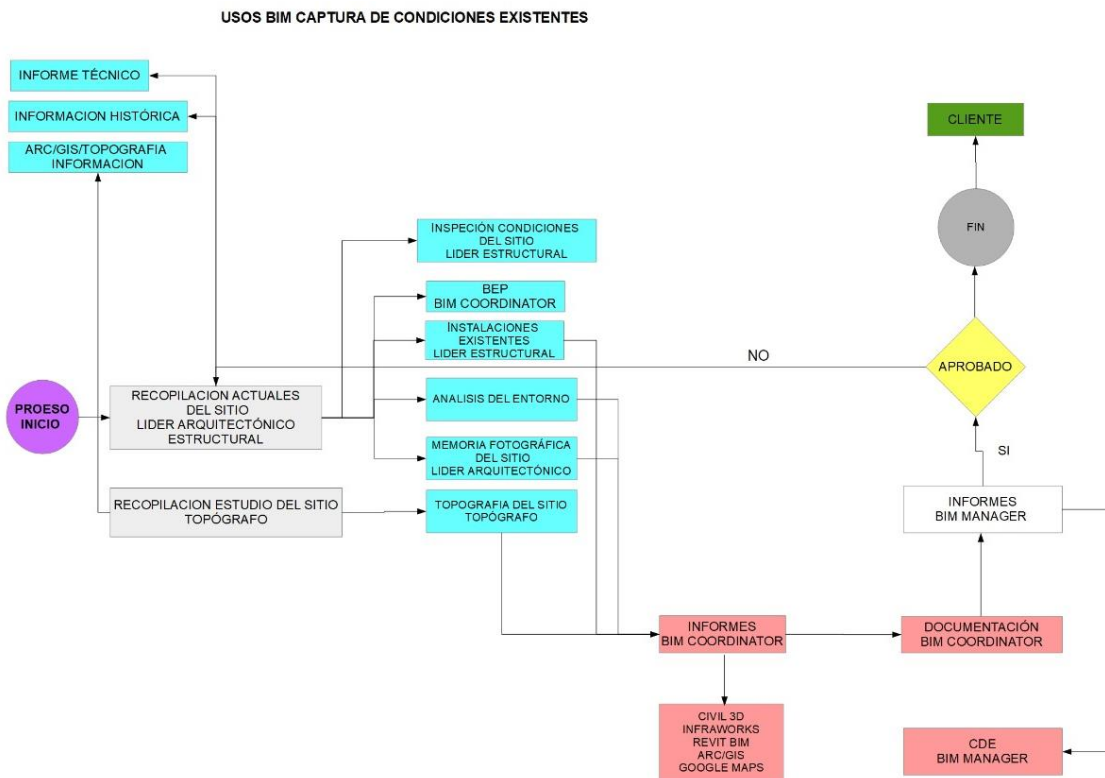 USOS BIM CAPTURA DE CONDICIONES EXISTENTES
INFORME TÉCNICO
INFORMACION HISTÓRICA
ARC/GIS/TOPOGRAFIA
INFORMACION
CLIENTE
FIN
INSPECIÓN CONDICIONES
DEL SITIO
LIDER ESTRUCTURAL
BEP
BIM COORDINATOR
INSTALACIONES
EXISTENTES
LIDER ESTRUCTURAL
NO
APROBADO
PROESO
INICIO
RECOPILACION ACTUALES
DEL SITIO
LIDER ARQUITECTÓNICO
ESTRUCTURAL
ANALISIS DEL ENTORNO
MEMORIA FOTOGRÁFICA
DEL SITIO
LIDER ARQUITECTÓNICO
SI
RECOPILACION ESTUDIO DEL SITIO
TOPÓGRAFO
TOPOGRAFIA DEL SITIO
TOPÓGRAFO
INFORMES
BIM MANAGER
INFORMES
BIM COORDINATOR
DOCUMENTACIÓN
BIM COORDINATOR
CIVIL 3D
INFRAWORKS
REVIT BIM
ARC/GIS
GOOGLE MAPS
CDE
BIM MANAGER